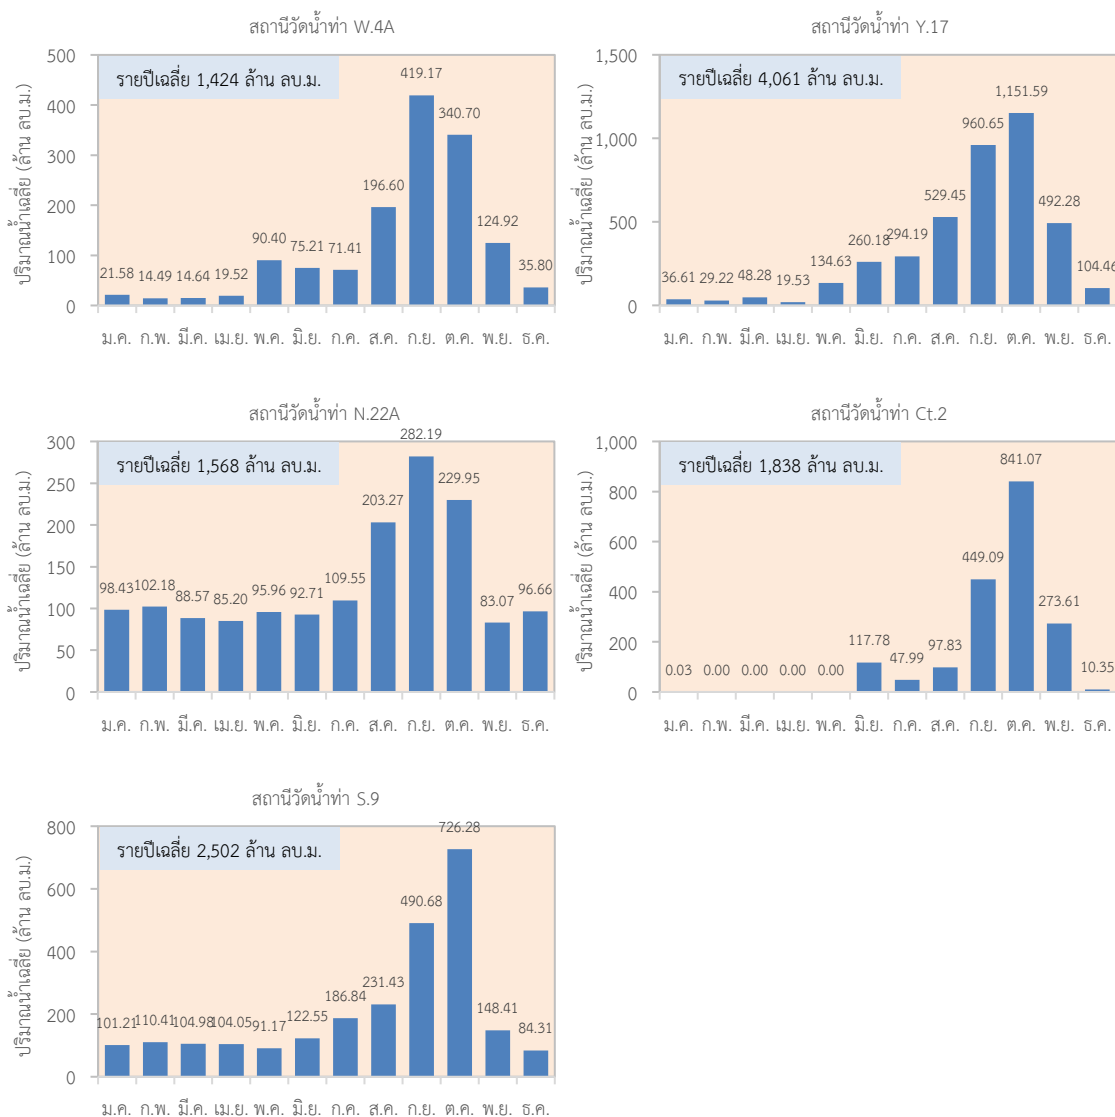 สถานีวัดน้ำท่า W.4A
ปริมาณน้ำเฉลี่ย (ล้าน ลบ.ม.)
รายปีเฉลี่ย 1,424 ล้าน ลบ.ม.
500
400
300
200
100
0
21.58 14.49 14.64 19.52 90.40 75.21 71.41 196.60 419.17 340.70 124.92 35.80
ม.ค. ก.พ. มี.ค. เม.ย. พ.ค. มิ.ย. ก.ค. ส.ค. ก.ย. ต.ค. พ.ย. ธ.ค.
สถานีวัดน้ำท่า Y.17
ปริมาณน้ำเฉลี่ย (ล้าน ลบ.ม.)
รายปีเฉลี่ย 4,061 ล้าน ลบ.ม.
1,500
1,000
500
0
36.61 29.22 48.28 19.53 134.63 260.18 294.19 529.45 960.65 1,151.59 492.28 104.46
ม.ค. ก.พ. มี.ค. เม.ย. พ.ค. มิ.ย. ก.ค. ส.ค. ก.ย. ต.ค. พ.ย. ธ.ค.
สถานีวัดน้ำท่า N.22A
ปริมาณน้ำเฉลี่ย (ล้าน ลบ.ม.)
รายปีเฉลี่ย 1,568 ล้าน ลบ.ม.
300
250
200
150
100
50
0
98.43 102.18 88.57 85.20 95.96 92.71 109.55 203.27 282.19 229.95 83.07 96.66
ม.ค. ก.พ. มี.ค. เม.ย. พ.ค. มิ.ย. ก.ค. ส.ค. ก.ย. ต.ค. พ.ย. ธ.ค.
สถานีวัดน้ำท่า Ct.2
ปริมาณน้ำเฉลี่ย (ล้าน ลบ.ม.)
รายปีเฉลี่ย 1,838 ล้าน ลบ.ม.
1,000
800
600
400
200
0
0.03 0.00 0.00 0.00 0.00 117.78 47.99 97.83 449.09 841.07 273.61 10.35
ม.ค. ก.พ. มี.ค. เม.ย. พ.ค. มิ.ย. ก.ค. ส.ค. ก.ย. ต.ค. พ.ย. ธ.ค.
สถานีวัดน้ำท่า S.9
ปริมาณน้ำเฉลี่ย (ล้าน ลบ.ม.)
รายปีเฉลี่ย 2,502 ล้าน ลบ.ม.
800
600
400
200
0
101.21 110.41 104.98 104.05 91.17 122.55 186.84 231.43 490.68 726.28 148.41 84.31
ม.ค. ก.พ. มี.ค. เม.ย. พ.ค. มิ.ย. ก.ค. ส.ค. ก.ย. ต.ค. พ.ย. ธ.ค.